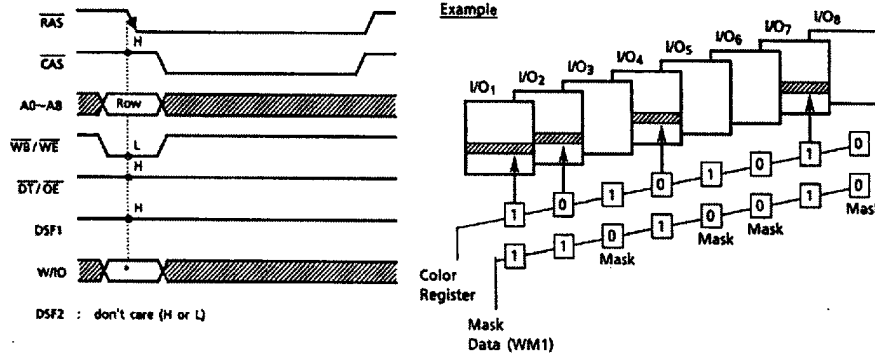 RAS
H
CAS
A0~A8
Row
WB / WE
L
H
DT / OE
H
DSF1
W/IO
DSF2 : don't care (H or L)
Example
I/O1 I/O2 I/O3 I/O4 I/O5 I/O6 I/O7 I/O8
1 0 1 0 1 0 1 0
1 1 0 1 0 0 1 0
Mask Mask Mask Mask
Color
Register
Mask
Data (WM1)